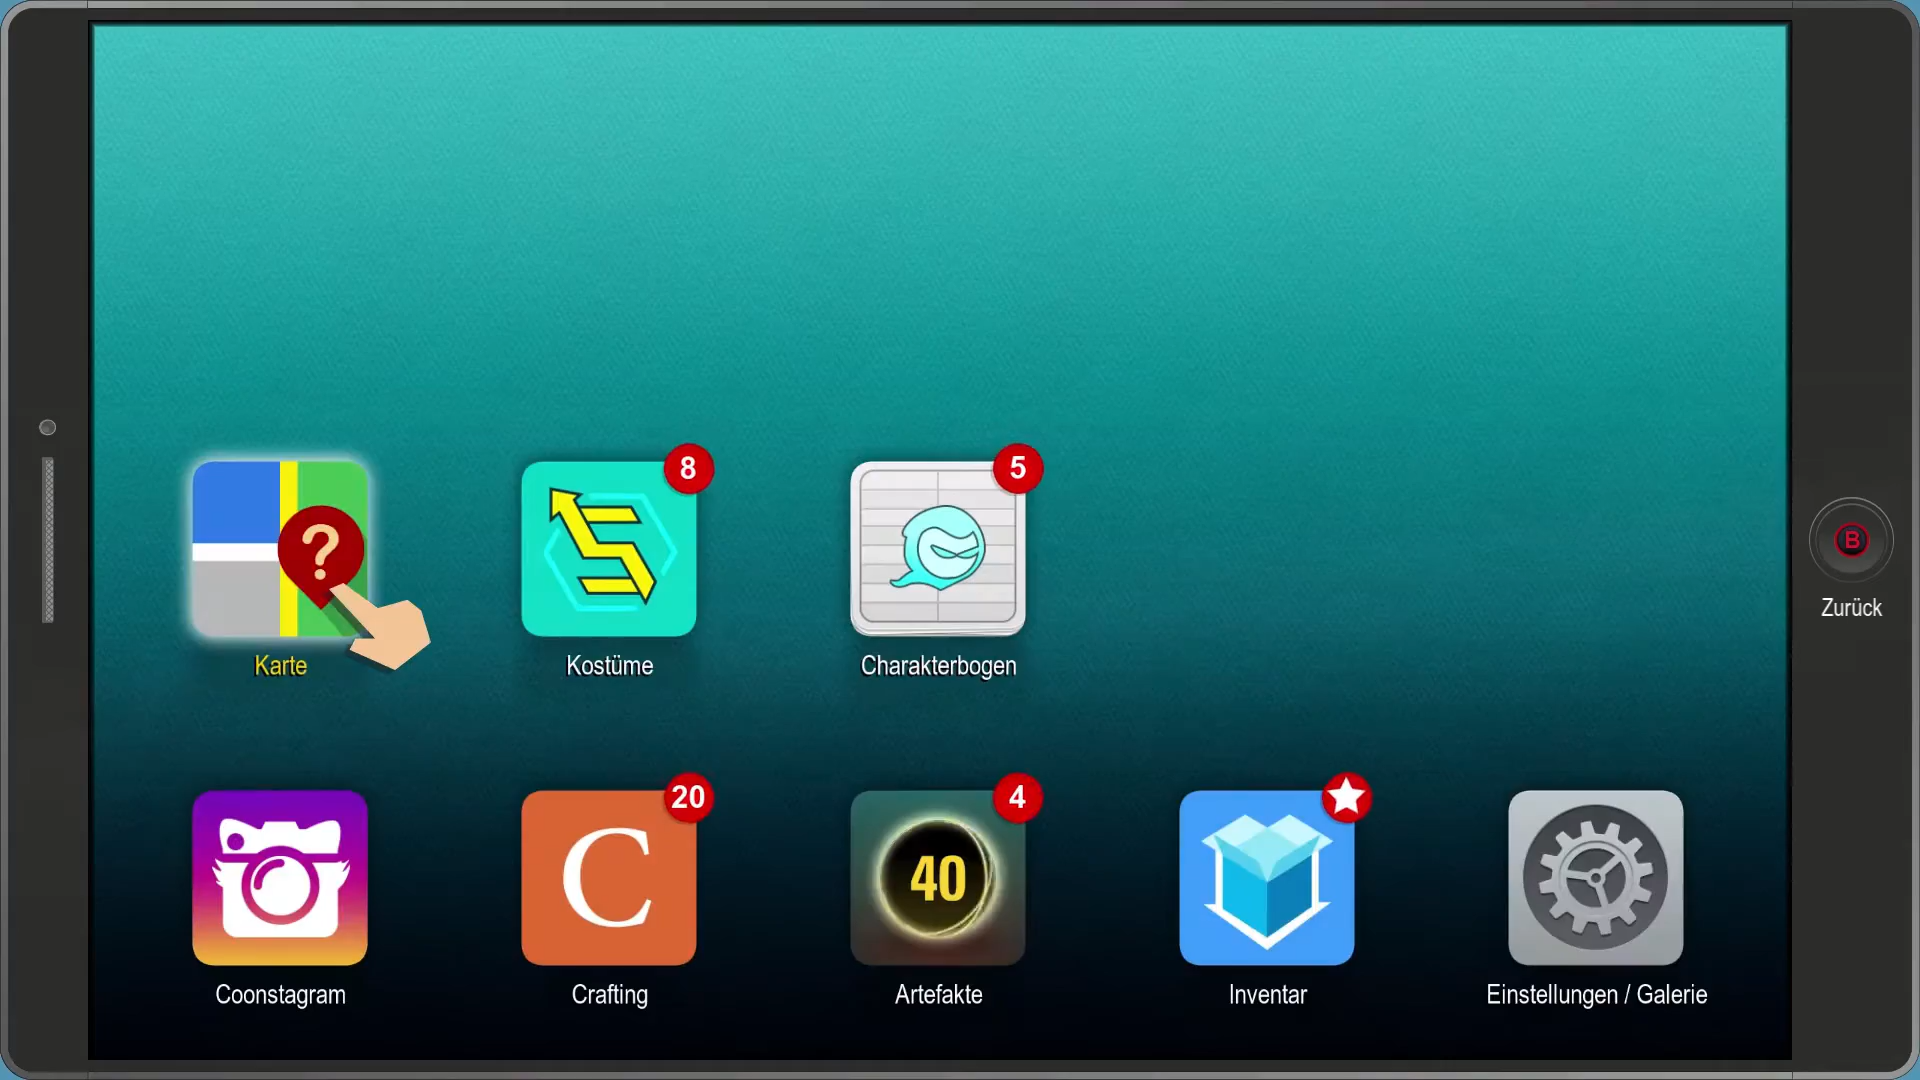 8
5
?
B
Zurück
Karte
Kostüme
Charakterbogen
20
4
C
40
Coonstagram
Crafting
Artefakte
Inventar
Einstellungen / Galerie